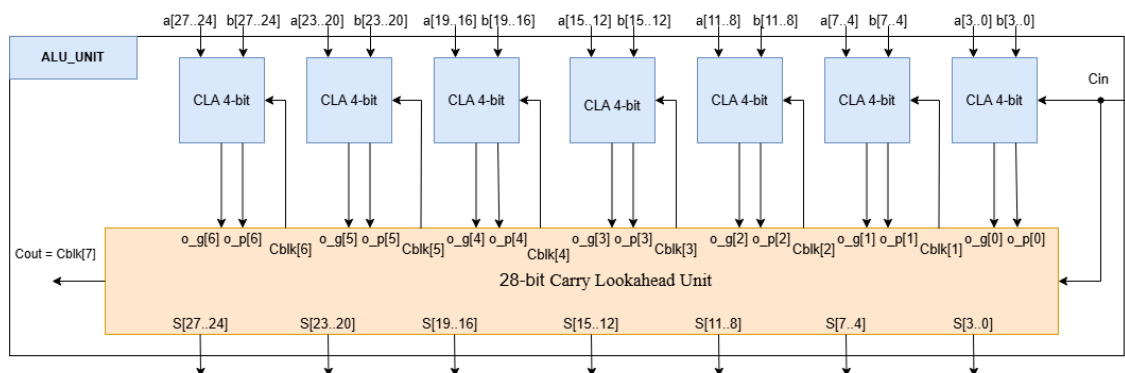 a[27..24] b[27..24] a[23..20] b[23..20] a[19..16] b[19..16] a[15..12] b[15..12] a[11..8] b[11..8] a[7..4] b[7..4] a[3..0] b[3..0]
ALU_UNIT
Cin
CLA 4-bit CLA 4-bit CLA 4-bit CLA 4-bit CLA 4-bit CLA 4-bit CLA 4-bit
o_g[6] o_p[6] Cblk[6] o_g[5] o_p[5] Cblk[5] o_g[4] o_p[4] Cblk[4] o_g[3] o_p[3] Cblk[3] o_g[2] o_p[2] Cblk[2] o_g[1] o_p[1] Cblk[1] o_g[0] o_p[0]
Cout = Cblk[7]
28-bit Carry Lookahead Unit
S[27..24] S[23..20] S[19..16] S[15..12] S[11..8] S[7..4] S[3..0]